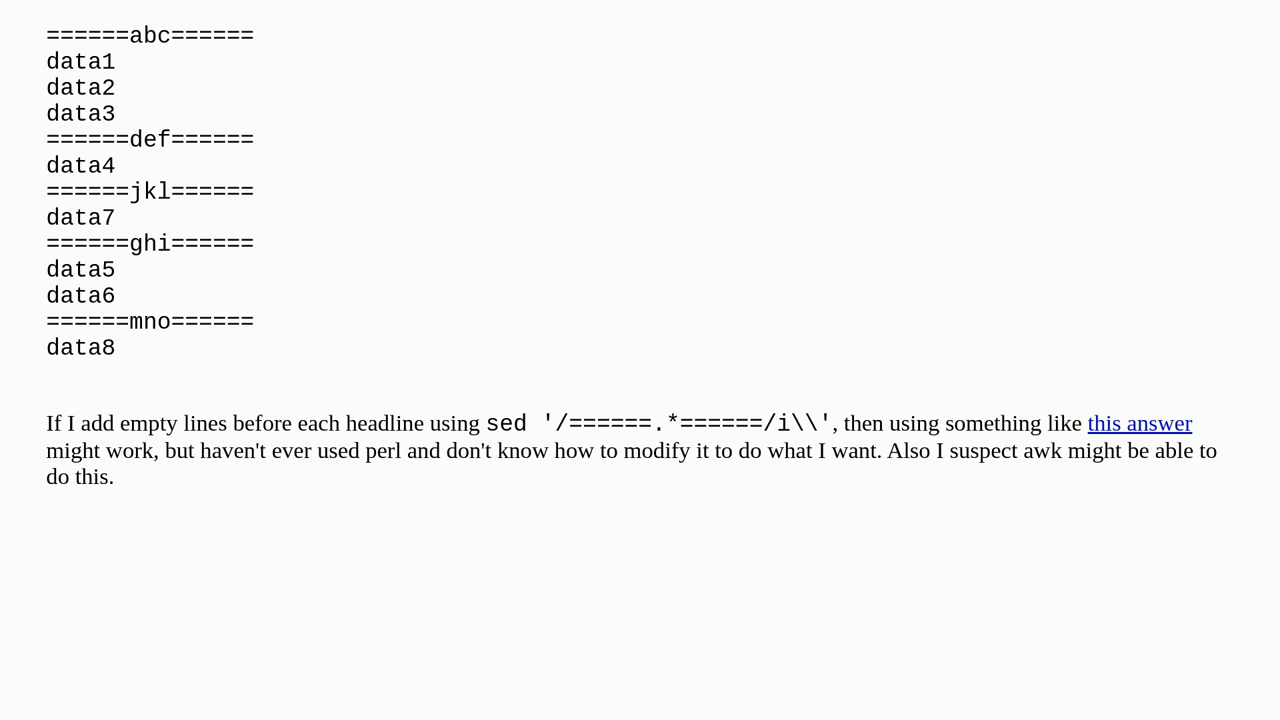 ======abc======
data1
data2
data3
======def======
data4
======jkl======
data7
======ghi======
data5
data6
======mno======
data8
If I add empty lines before each headline using sed '/======.*======/i\\', then using something like this answer
might work, but haven't ever used perl and don't know how to modify it to do what I want. Also I suspect awk might be able to
do this.